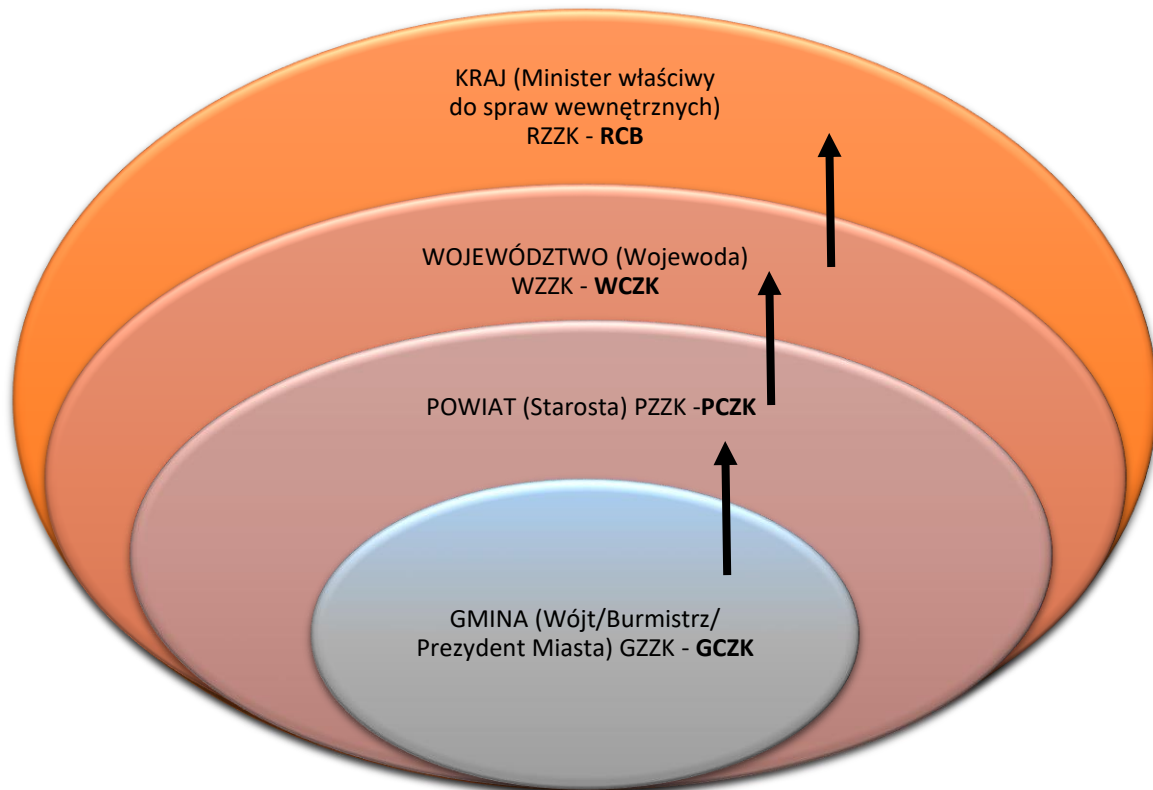 KRAJ (Minister właściwy
do spraw wewnętrznych)
RZZK - RCB
WOJEWÓDZTWO (Wojewoda)
WZZK - WCZK
POWIAT (Starosta) PZZK -PCZK
GMINA (Wójt/Burmistrz/
Prezydent Miasta) GZZK - GCZK